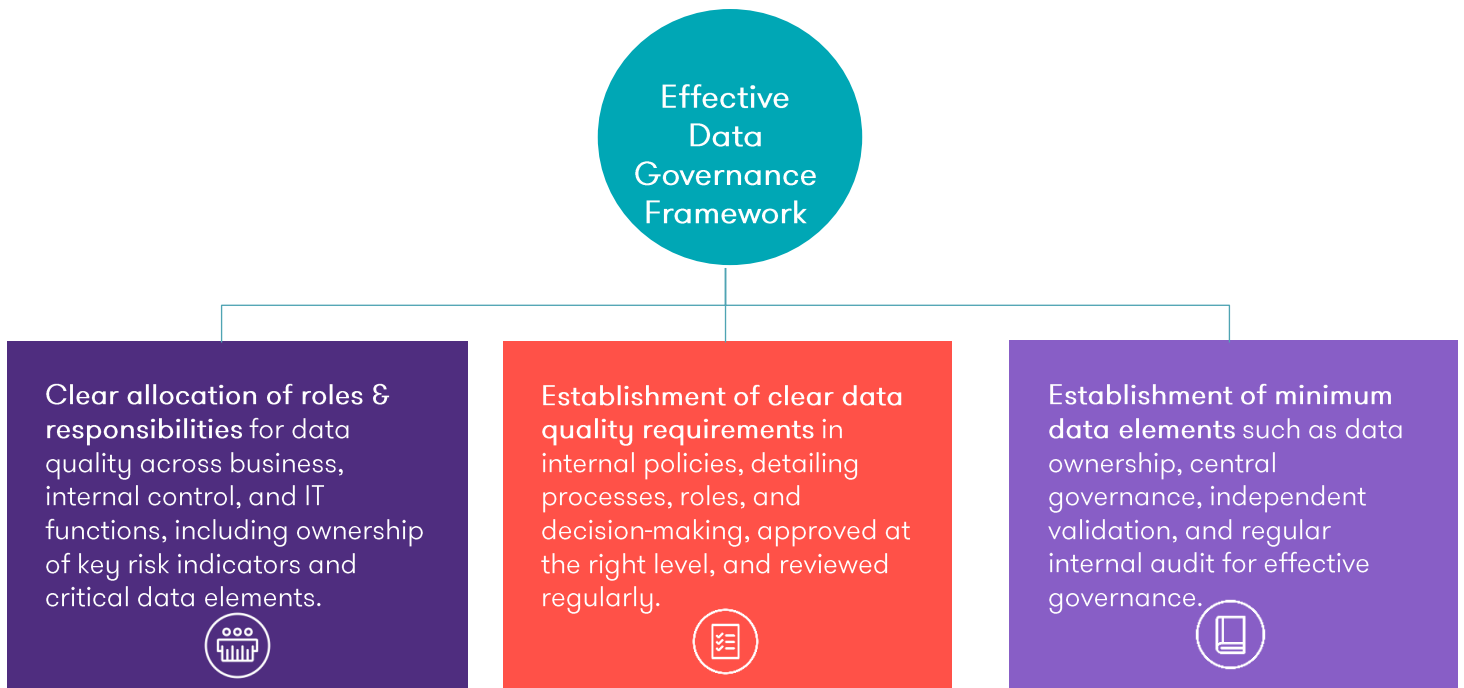 Effective
Data
Governance
Framework
Clear allocation of roles &
responsibilities for data
quality across business,
internal control, and IT
functions, including ownership
of key risk indicators and
critical data elements.
Establishment of clear data
quality requirements in
internal policies, detailing
processes, roles, and
decision-making, approved at
the right level, and reviewed
regularly.
Establishment of minimum
data elements such as data
ownership, central
governance, independent
validation, and regular
internal audit for effective
governance.